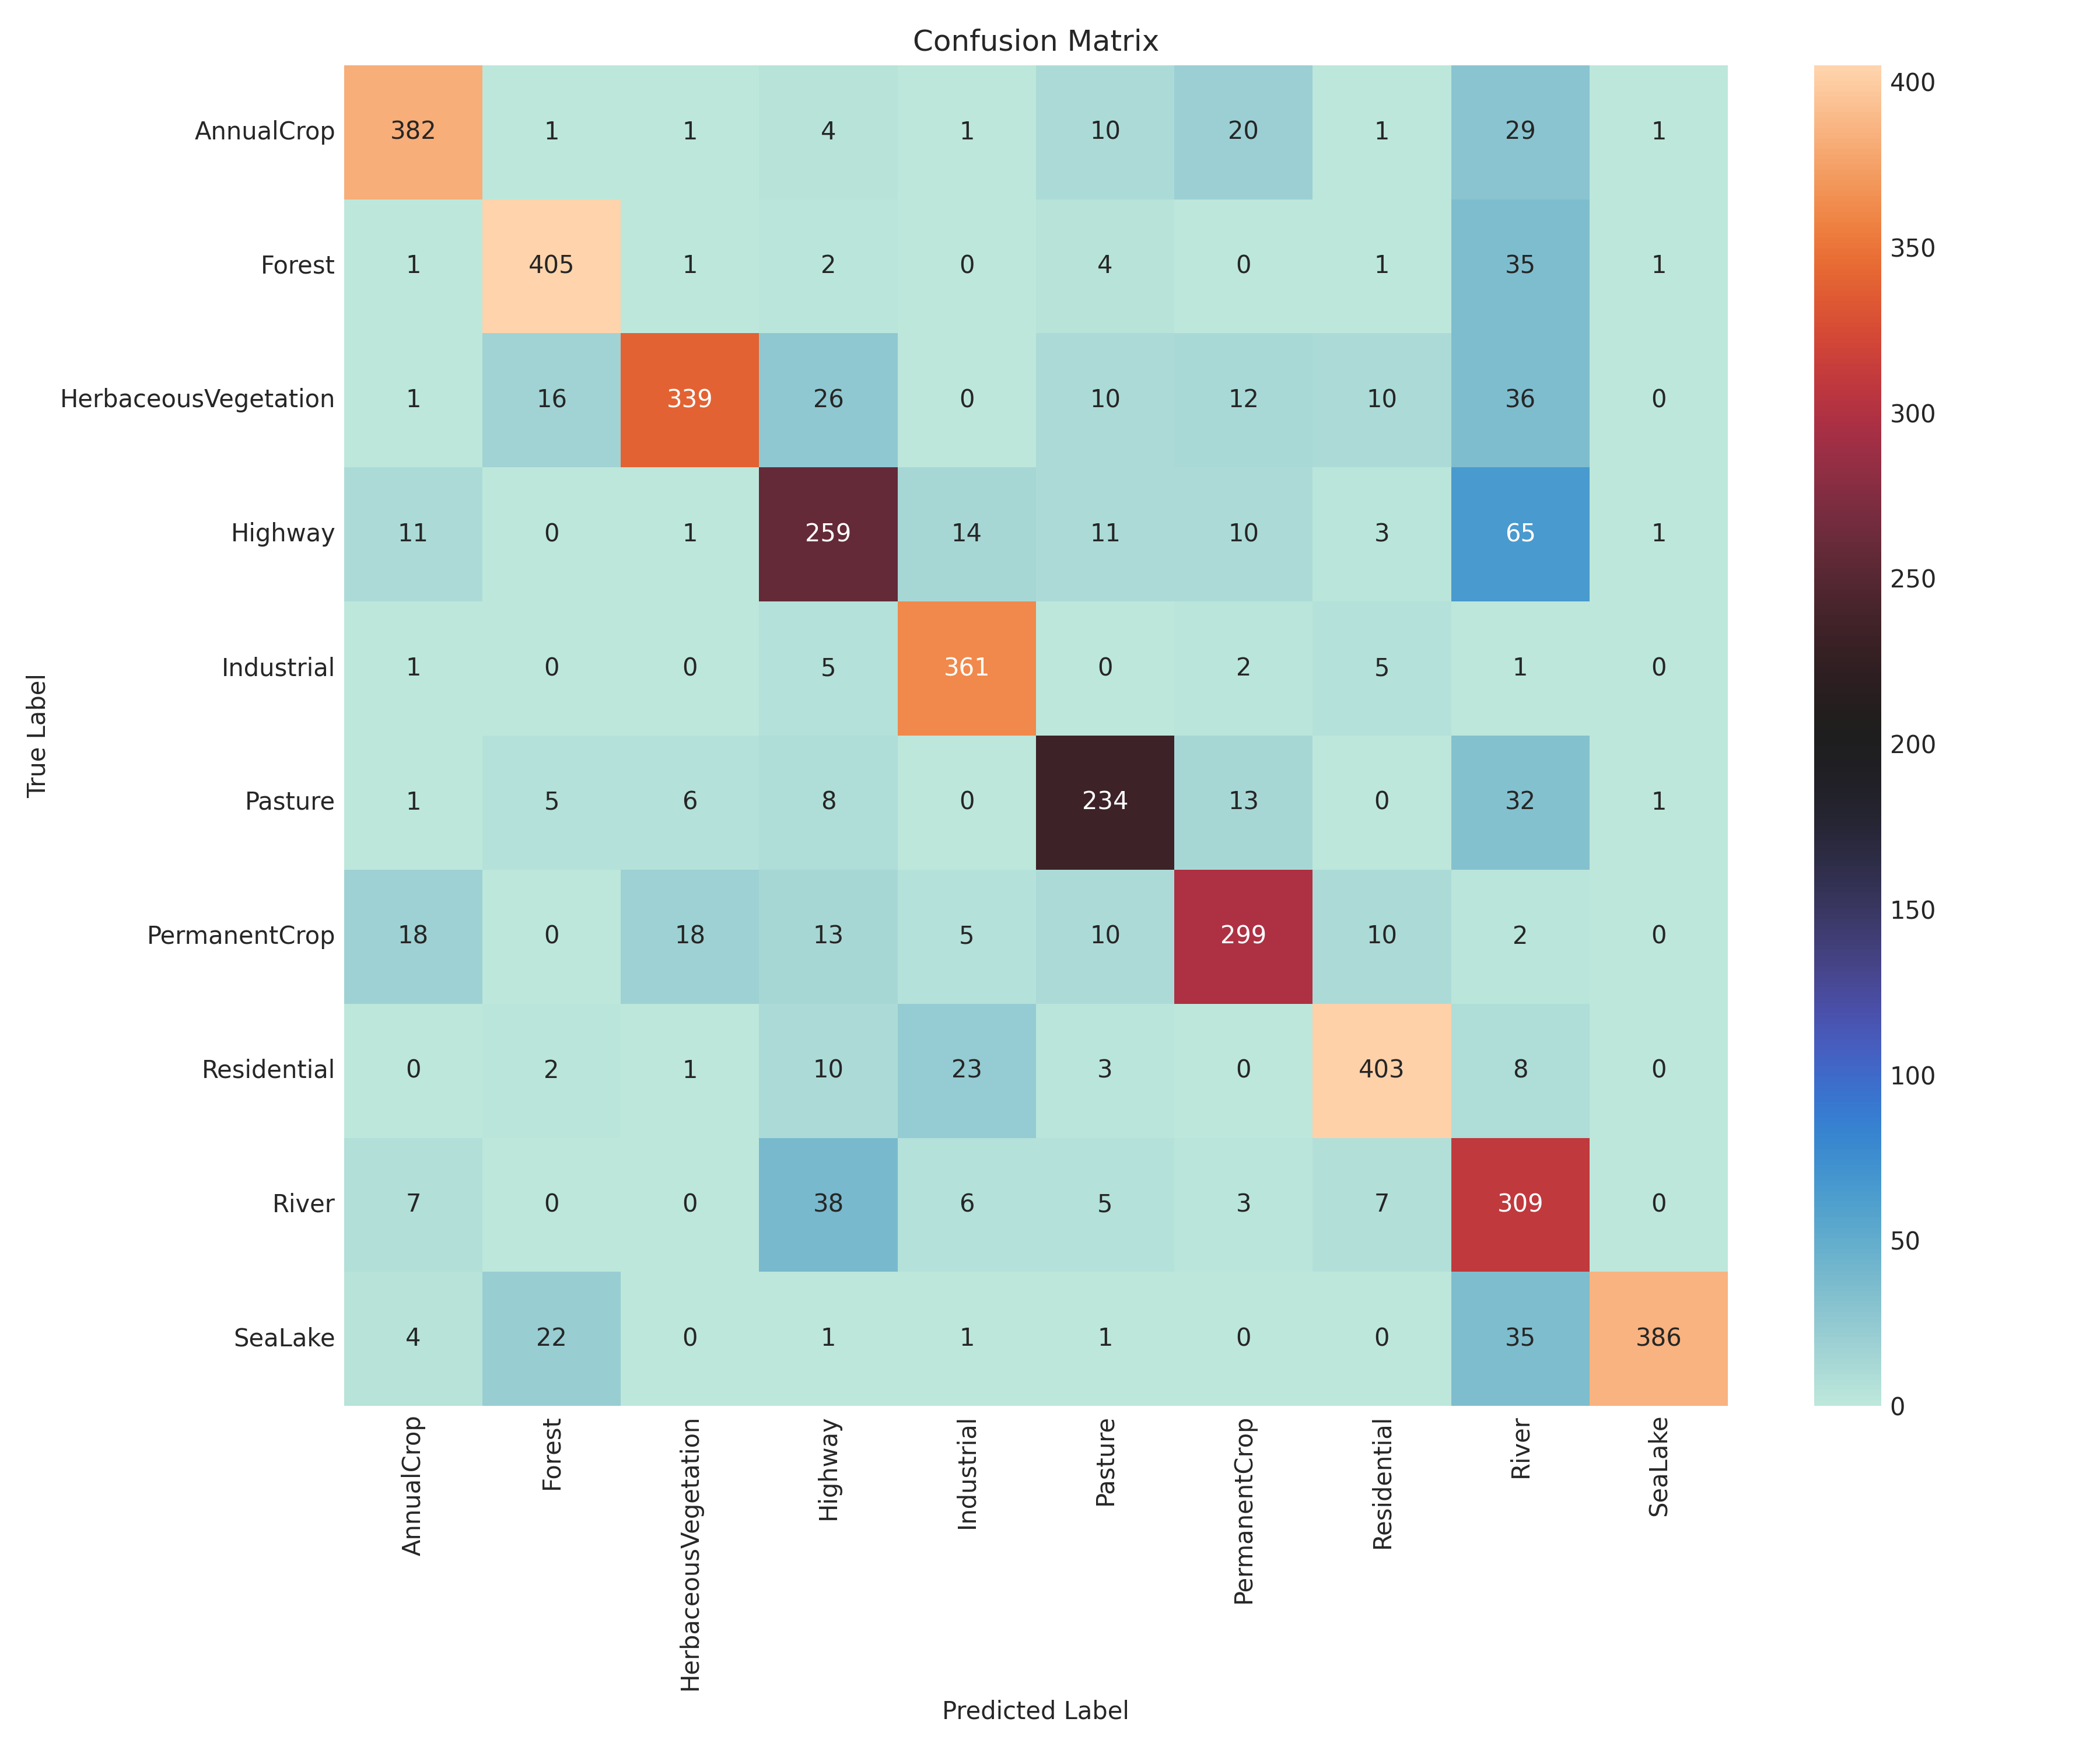 Confusion Matrix
AnnualCrop 382 1 1 4 1 10 20 1 29 1
Forest 1 405 1 2 0 4 0 1 35 1
HerbaceousVegetation 1 16 339 26 0 10 12 10 36 0
Highway 11 0 1 259 14 11 10 3 65 1
Industrial 1 0 0 5 361 0 2 5 1 0
Pasture 1 5 6 8 0 234 13 0 32 1
PermanentCrop 18 0 18 13 5 10 299 10 2 0
Residential 0 2 1 10 23 3 0 403 8 0
River 7 0 0 38 6 5 3 7 309 0
SeaLake 4 22 0 1 1 1 0 0 35 386
True Label
AnnualCrop
Forest
HerbaceousVegetation
Highway
Industrial
Pasture
PermanentCrop
Residential
River
SeaLake
Predicted Label
400
350
300
250
200
150
100
50
0